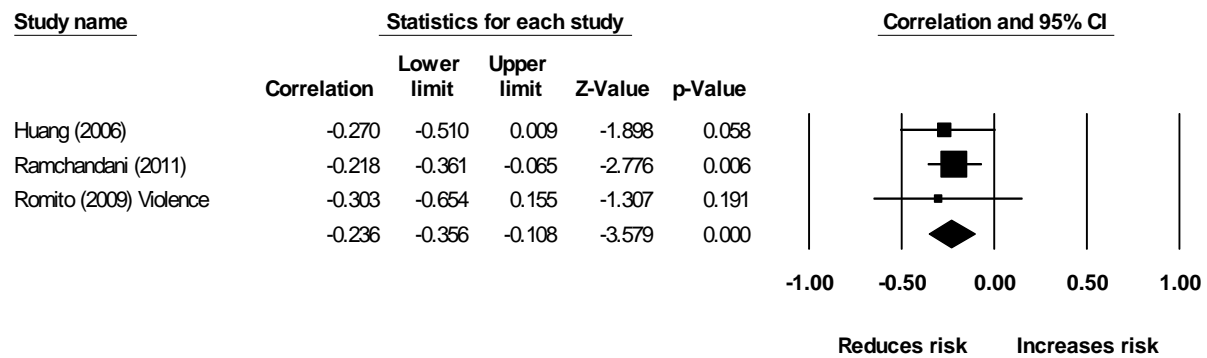 Study name Statistics for each study Correlation and 95% CI
Lower Upper
Correlation limit limit Z-Value p-Value
Huang (2006) -0.270 -0.510 0.009 -1.898 0.058
Ramchandani (2011) -0.218 -0.361 -0.065 -2.776 0.006
Romito (2009) Violence -0.303 -0.654 0.155 -1.307 0.191
-0.236 -0.356 -0.108 -3.579 0.000
-1.00 -0.50 0.00 0.50 1.00
Reduces risk Increases risk